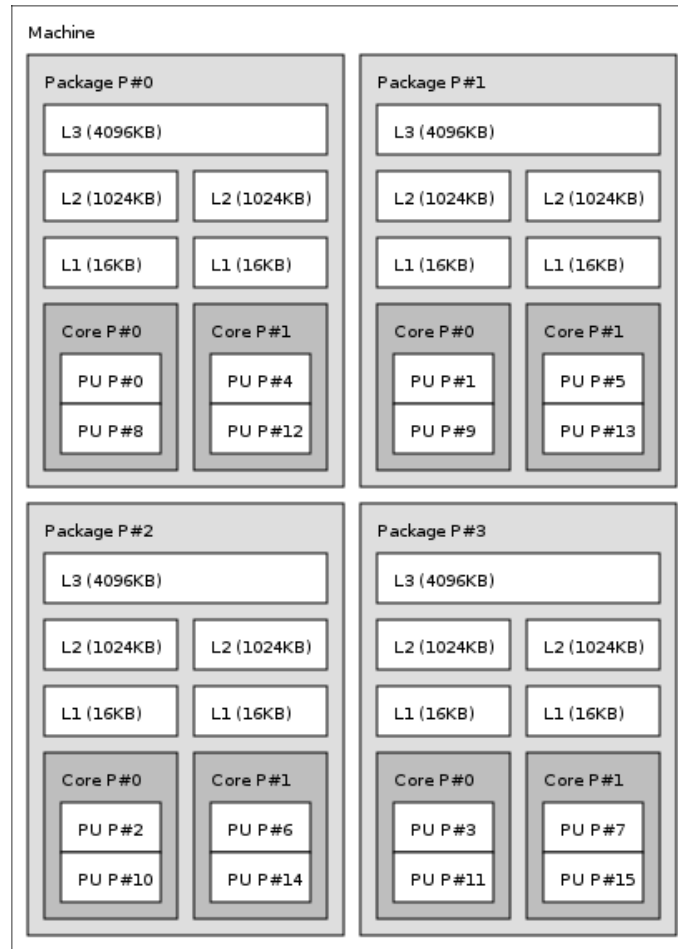 Machine
Package P#0
L3 (4096KB)
L2 (1024KB) L2 (1024KB)
L1 (16KB) L1 (16KB)
Core P#0 Core P#1
PU P#0 PU P#4
PU P#8 PU P#12
Package P#1
L3 (4096KB)
L2 (1024KB) L2 (1024KB)
L1 (16KB) L1 (16KB)
Core P#0 Core P#1
PU P#1 PU P#5
PU P#9 PU P#13
Package P#2
L3 (4096KB)
L2 (1024KB) L2 (1024KB)
L1 (16KB) L1 (16KB)
Core P#0 Core P#1
PU P#2 PU P#6
PU P#10 PU P#14
Package P#3
L3 (4096KB)
L2 (1024KB) L2 (1024KB)
L1 (16KB) L1 (16KB)
Core P#0 Core P#1
PU P#3 PU P#7
PU P#11 PU P#15